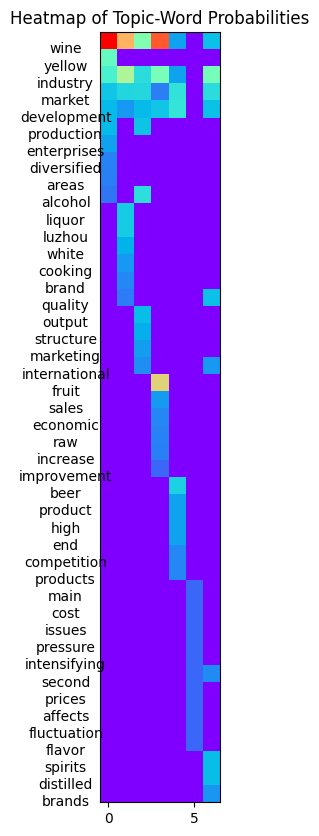 Heatmap of Topic-Word Probabilities
wine
yellow
industry
market
development
production
enterprises
diversified
areas
alcohol
liquor
luzhou
white
cooking
brand
quality
output
structure
marketing
international
fruit
sales
economic
raw
increase
improvement
beer
product
high
end
competition
products
main
cost
issues
pressure
intensifying
second
prices
affects
fluctuation
flavor
spirits
distilled
brands
0 5